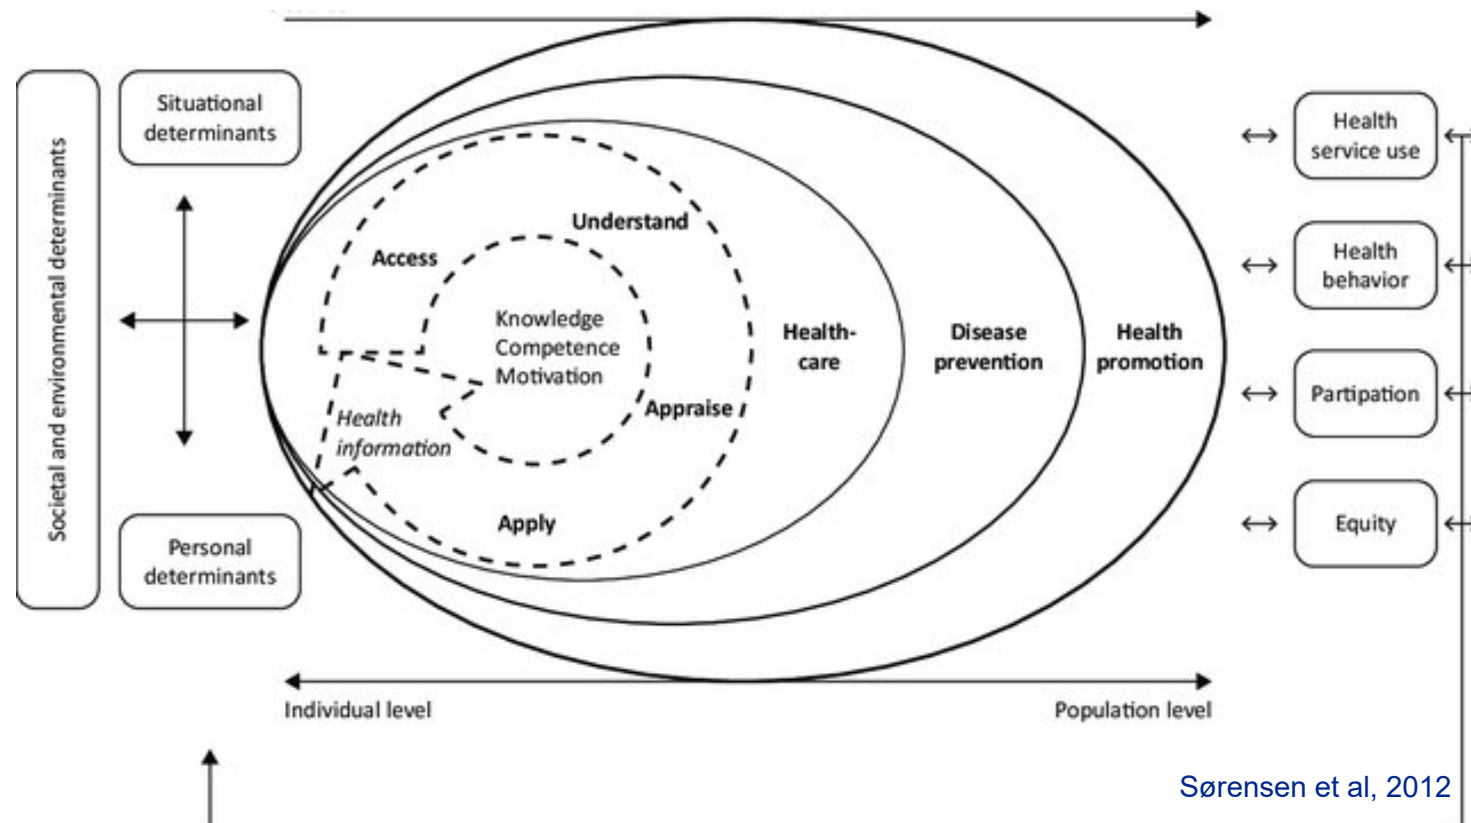 Societal and environmental determinants
Situational
determinants
Personal
determinants
Access
Understand
Knowledge
Competence
Motivation
Health
information
Appraise
Apply
Health-
care
Disease
prevention
Health
promotion
Health
service use
Health
behavior
Partipation
Equity
Individual level
Population level
Sørensen et al, 2012